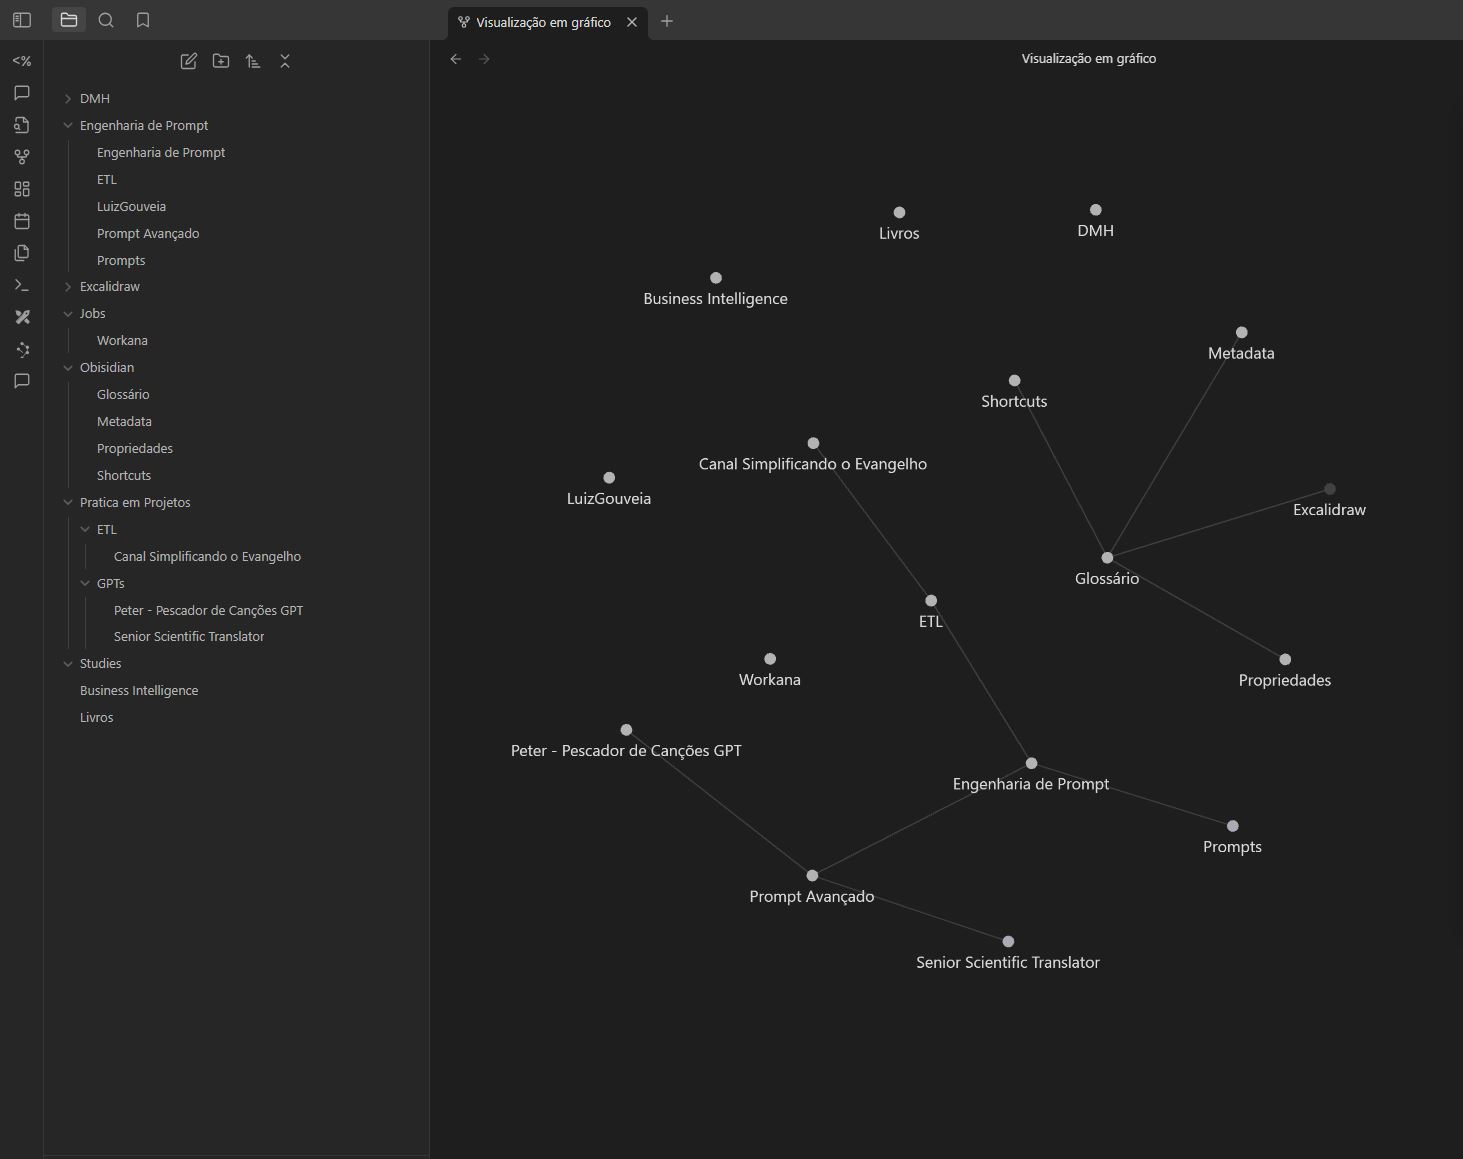 Visualização em gráfico
<%
Visualização em gráfico
DMH
Engenharia de Prompt
Engenharia de Prompt
ETL
LuizGouveia
Prompt Avançado
Prompts
Excalidraw
Jobs
Workana
Obisidian
Glossário
Metadata
Propriedades
Shortcuts
Pratica em Projetos
ETL
Canal Simplificando o Evangelho
GPTs
Peter - Pescador de Canções GPT
Senior Scientific Translator
Studies
Business Intelligence
Livros
Livros
DMH
Business Intelligence
Metadata
Shortcuts
Canal Simplificando o Evangelho
LuizGouveia
Excalidraw
Glossário
ETL
Workana
Propriedades
Peter - Pescador de Canções GPT
Engenharia de Prompt
Prompts
Prompt Avançado
Senior Scientific Translator